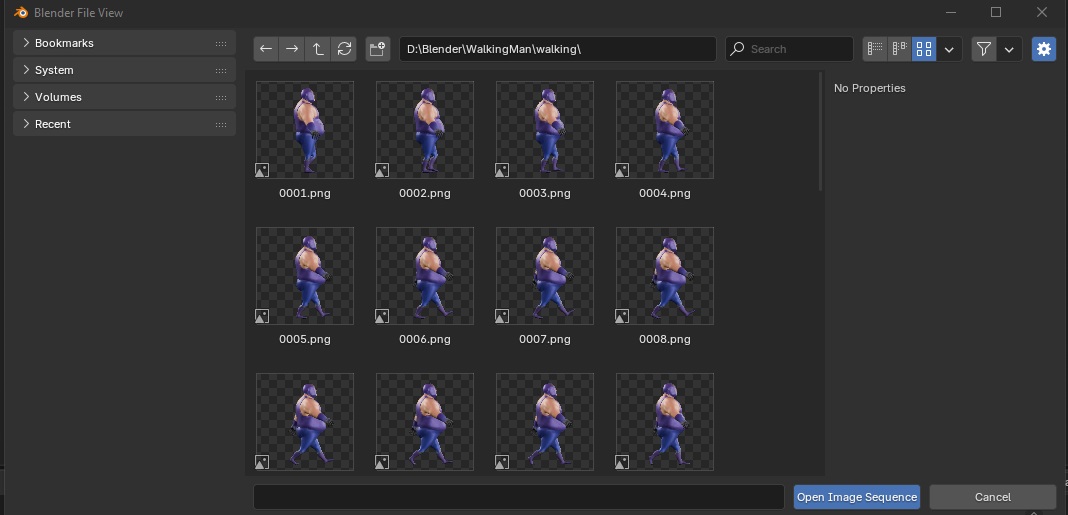 Blender File View
Bookmarks
System
Volumes
Recent
D:\Blender\WalkingMan\walking\
Search
No Properties
0001.png
0002.png
0003.png
0004.png
0005.png
0006.png
0007.png
0008.png
Open Image Sequence
Cancel